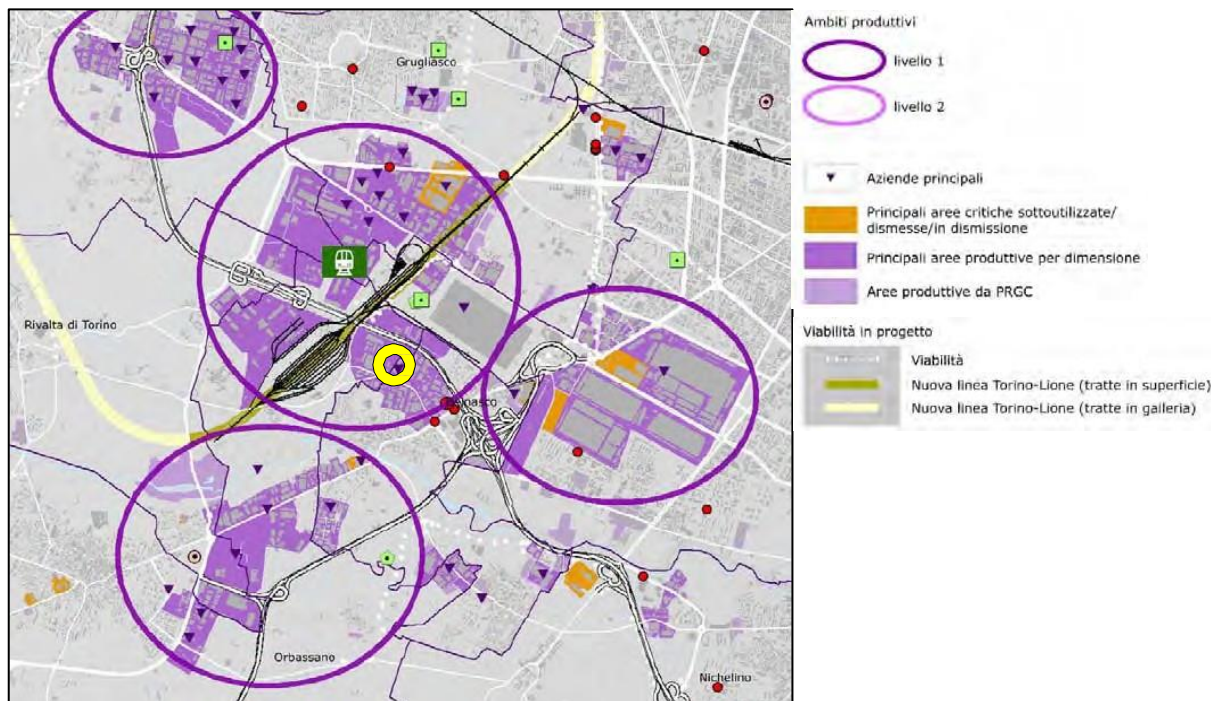 Grugliasco
Rivalta di Torino
Beinasco
Orbassano
Nichelino
Ambiti produttivi
livello 1
livello 2
Aziende principali
Principali aree critiche sottoutilizzate/
dismesse/in dismissione
Principali aree produttive per dimensione
Aree produttive da PRGC
Viabilità in progetto
Viabilità
Nuova linea Torino-Lione (tratte in superficie)
Nuova linea Torino-Lione (tratte in galleria)